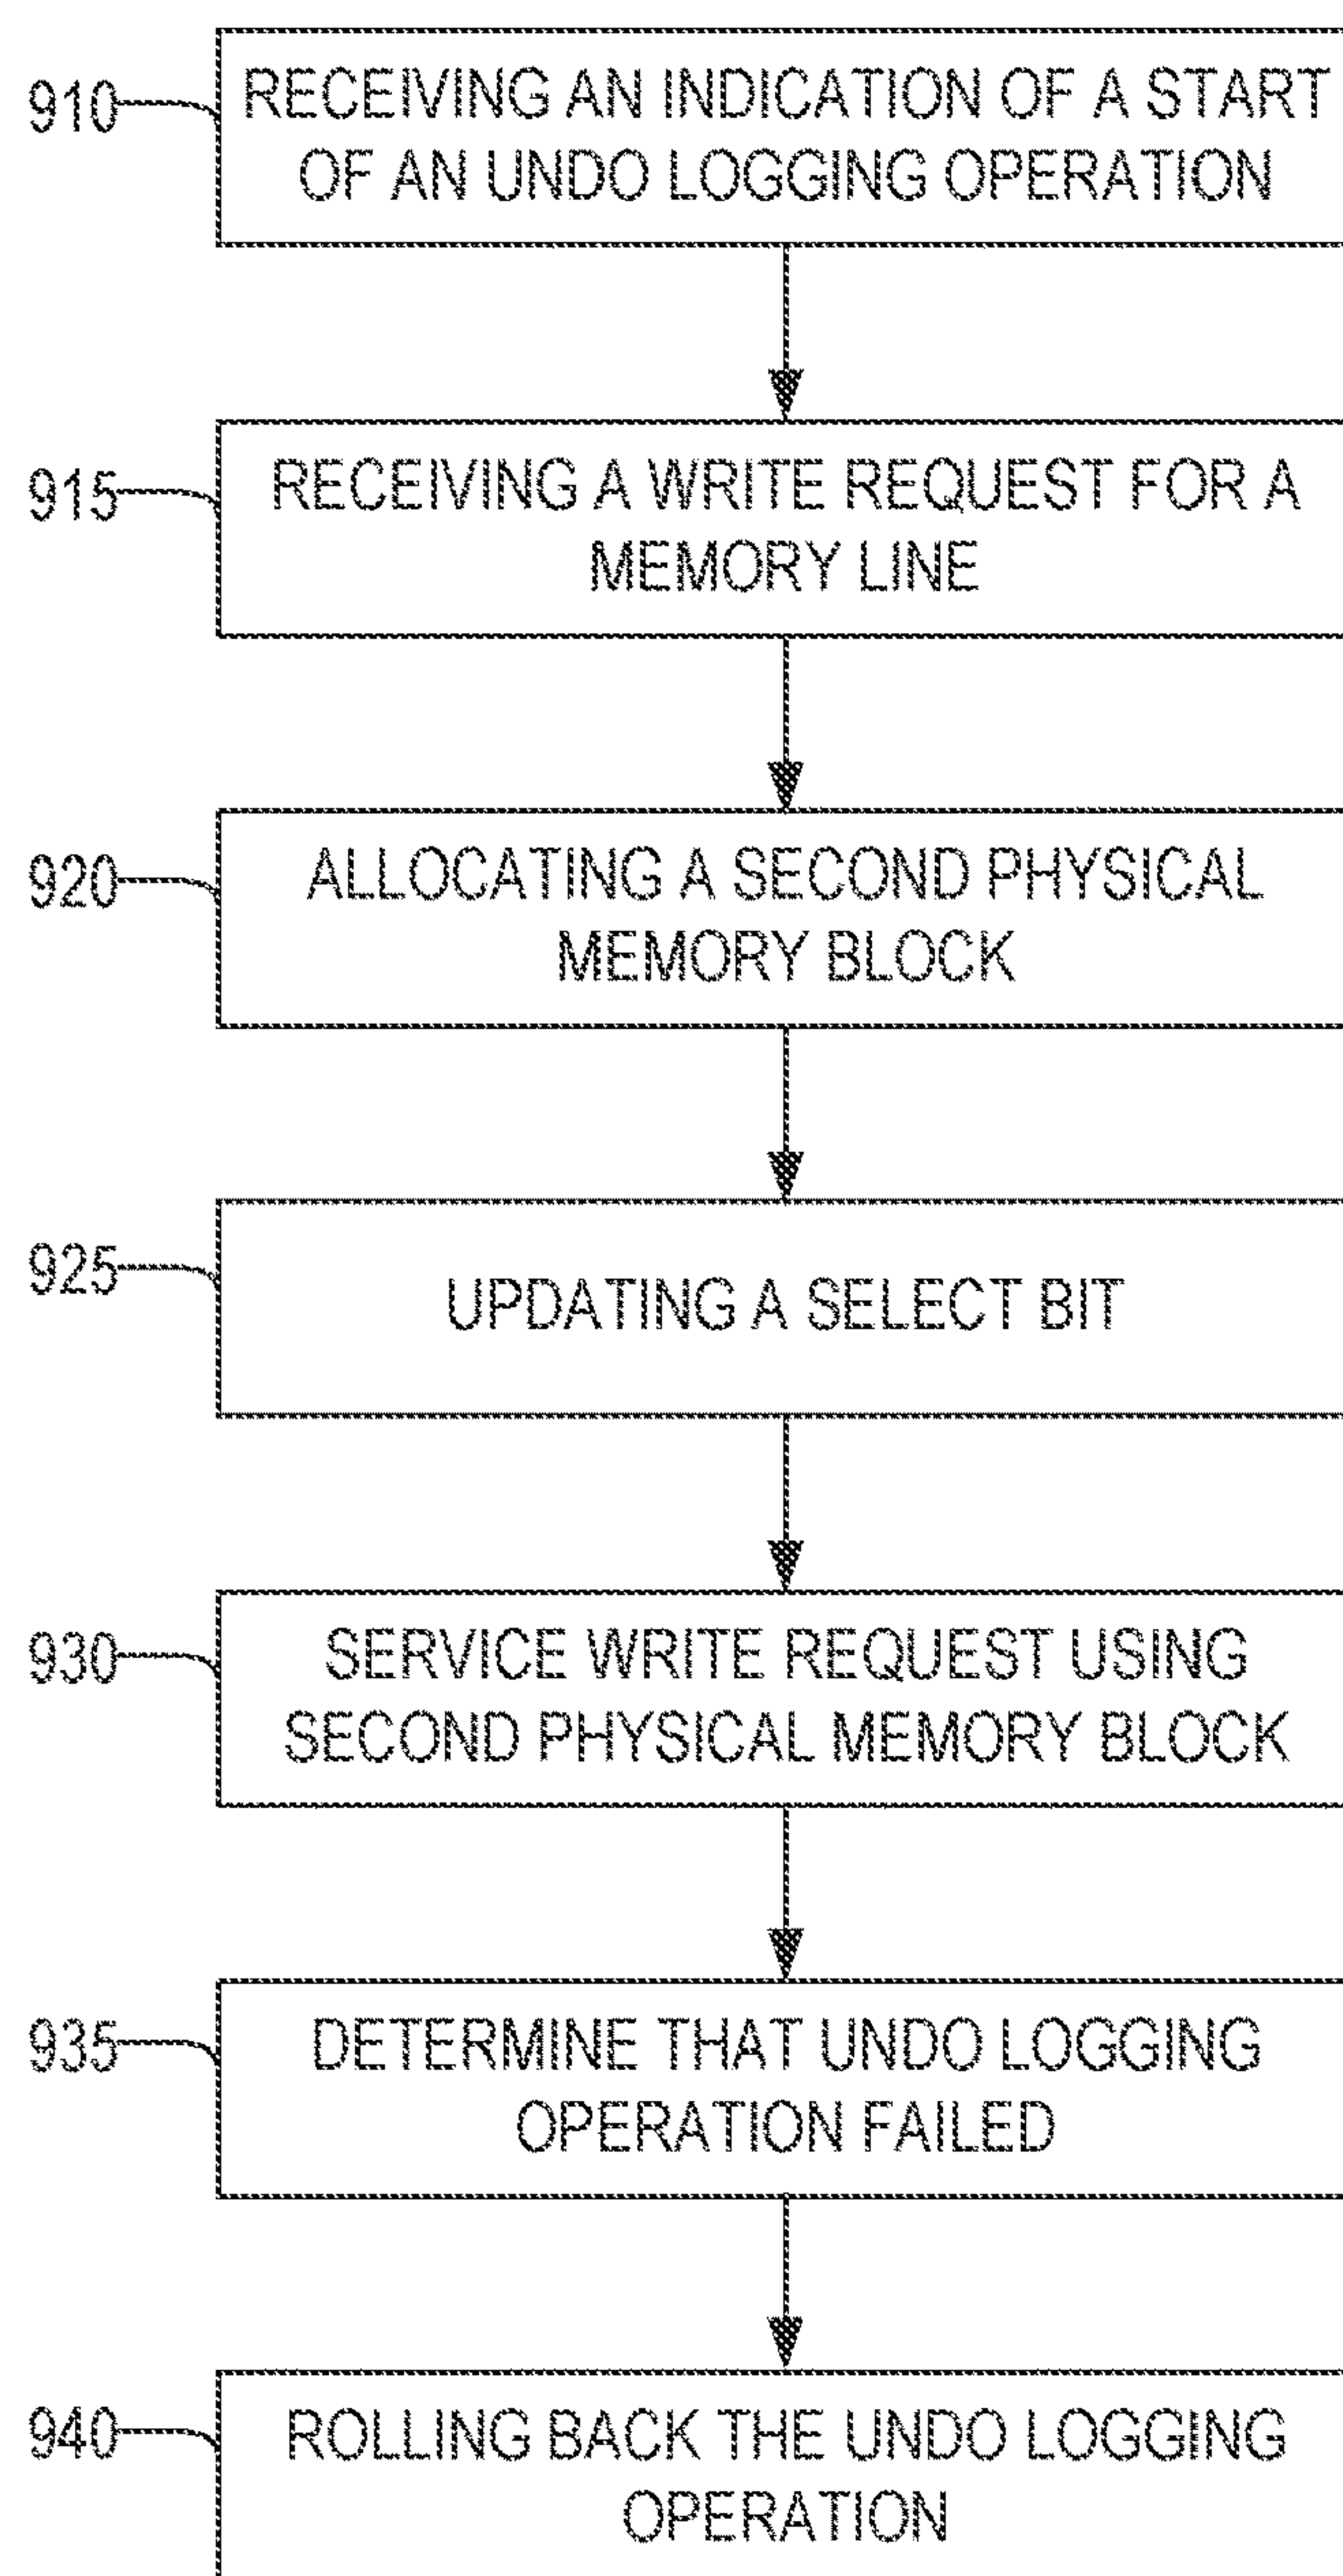 910
RECEIVING AN INDICATION OF A START
OF AN UNDO LOGGING OPERATION
915
RECEIVING A WRITE REQUEST FOR A
MEMORY LINE
920
ALLOCATING A SECOND PHYSICAL
MEMORY BLOCK
925
UPDATING A SELECT BIT
930
SERVICE WRITE REQUEST USING
SECOND PHYSICAL MEMORY BLOCK
935
DETERMINE THAT UNDO LOGGING
OPERATION FAILED
940
ROLLING BACK THE UNDO LOGGING
OPERATION